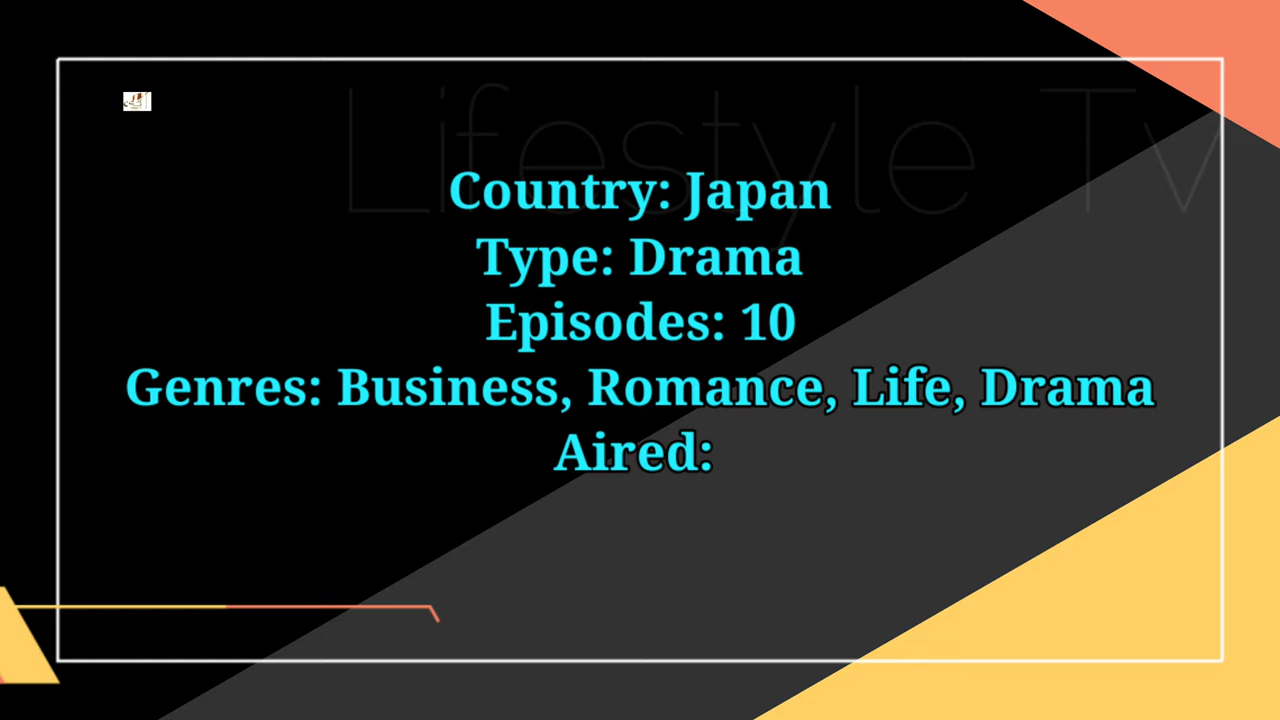 Lifestyle Tv
Country: Japan
Type: Drama
Episodes: 10
Genres: Business, Romance, Life, Drama
Aired: